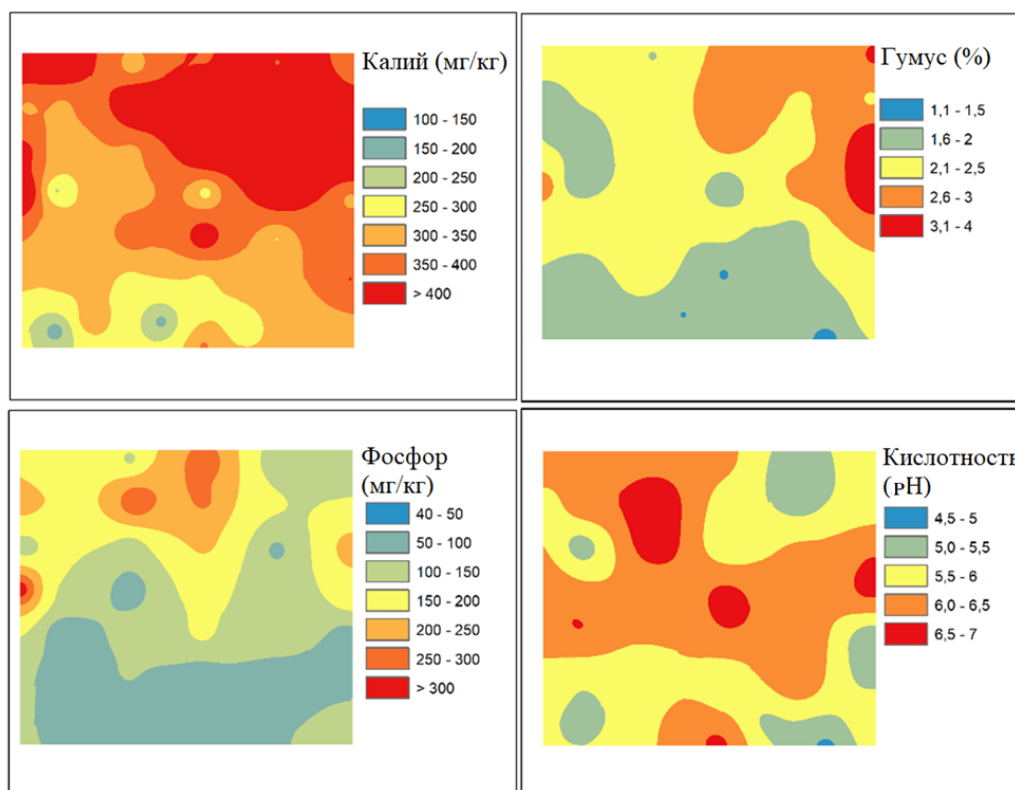 Калий (мг/кг)
100 - 150
150 - 200
200 - 250
250 - 300
300 - 350
350 - 400
> 400
Гумус (%)
1,1 - 1,5
1,6 - 2
2,1 - 2,5
2,6 - 3
3,1 - 4
Фосфор
(мг/кг)
40 - 50
50 - 100
100 - 150
150 - 200
200 - 250
250 - 300
> 300
Кислотность
(рН)
4,5 - 5
5,0 - 5,5
5,5 - 6
6,0 - 6,5
6,5 - 7